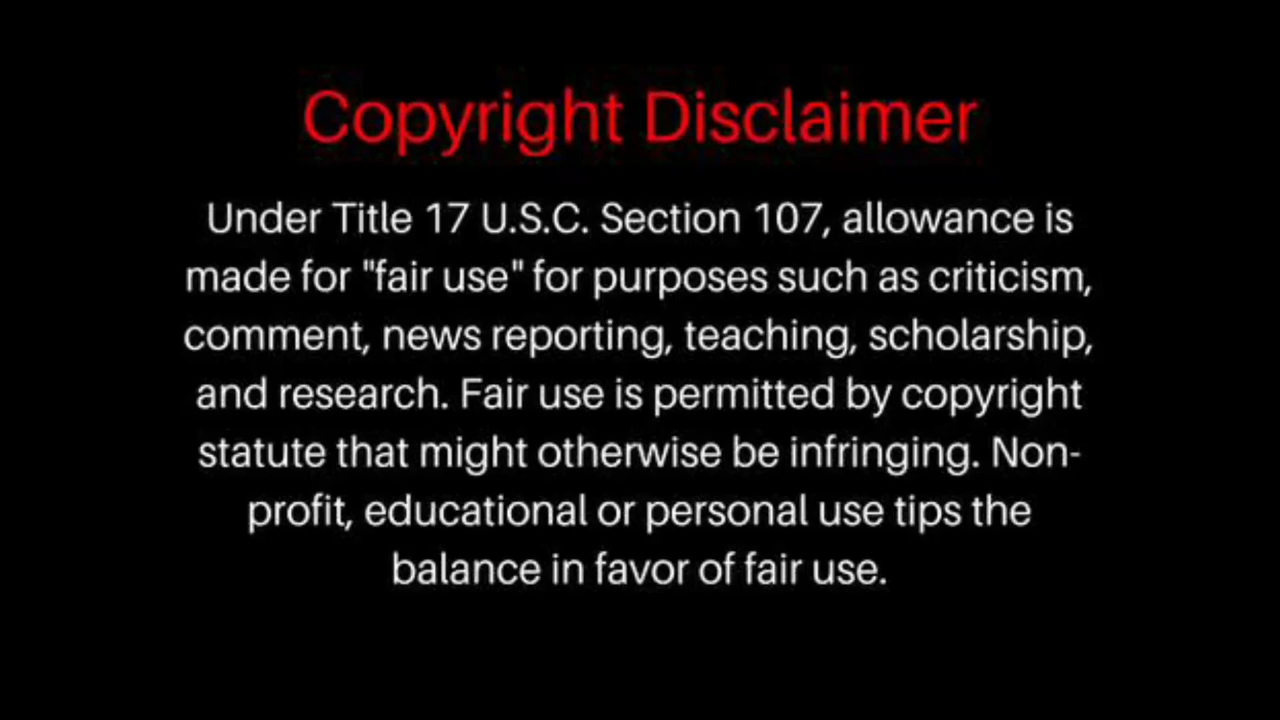 Copyright Disclaimer
Under Title 17 U.S.C. Section 107, allowance is
made for "fair use" for purposes such as criticism,
comment, news reporting, teaching, scholarship,
and research. Fair use is permitted by copyright
statute that might otherwise be infringing. Non-
profit, educational or personal use tips the
balance in favor of fair use.